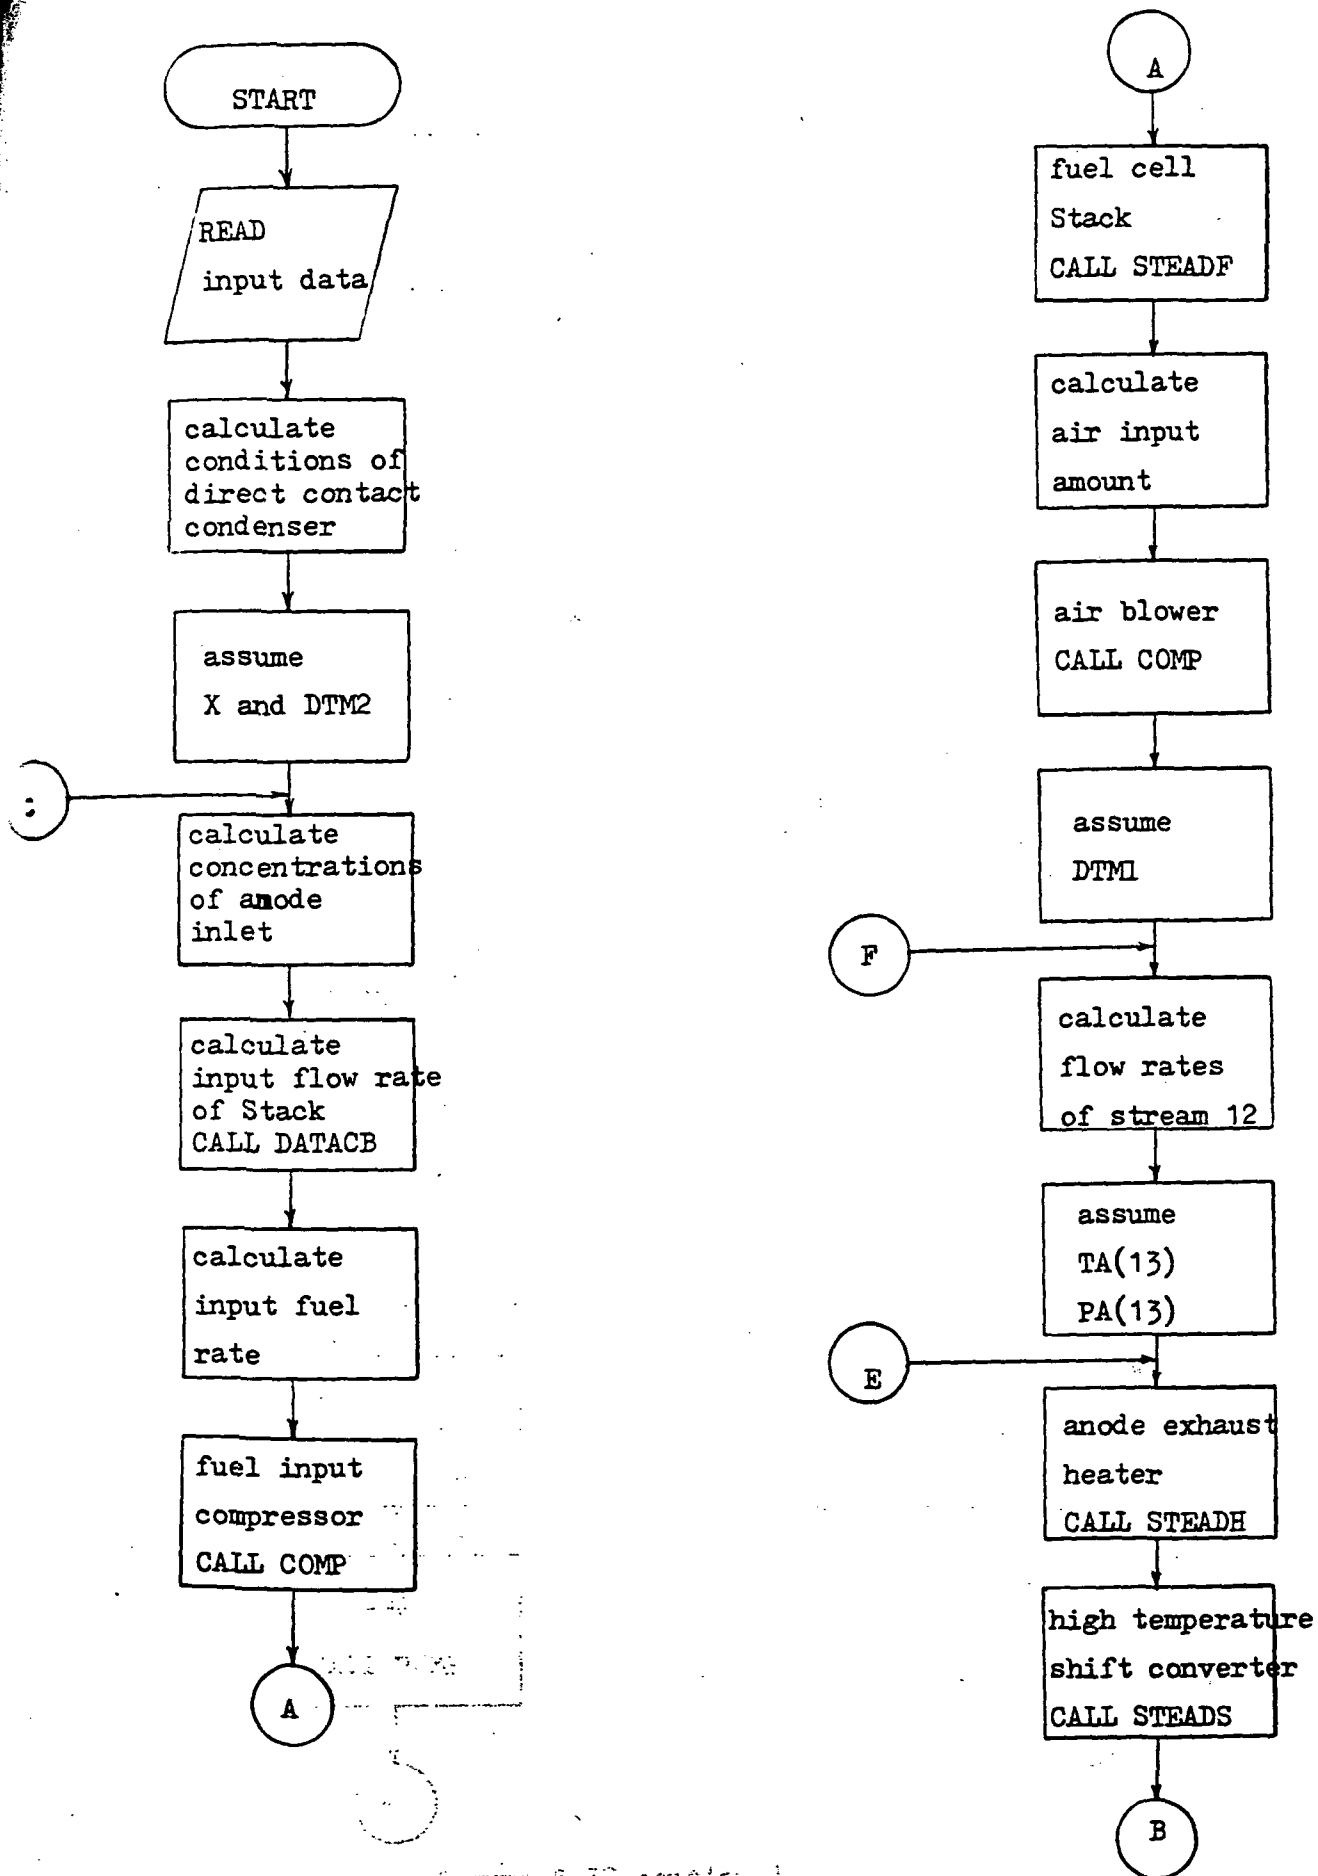 START
READ
input data
calculate
conditions of
direct contact
condenser
assume
X and DTM2
calculate
concentrations
of anode
inlet
calculate
input flow rate
of Stack
CALL DATACB
calculate
input fuel
rate
fuel input
compressor
CALL COMP
A
A
fuel cell
Stack
CALL STEADF
calculate
air input
amount
air blower
CALL COMP
assume
DTM1
F
calculate
flow rates
of stream 12
assume
TA(13)
PA(13)
E
anode exhaust
heater
CALL STEADH
high temperature
shift converter
CALL STEADS
B